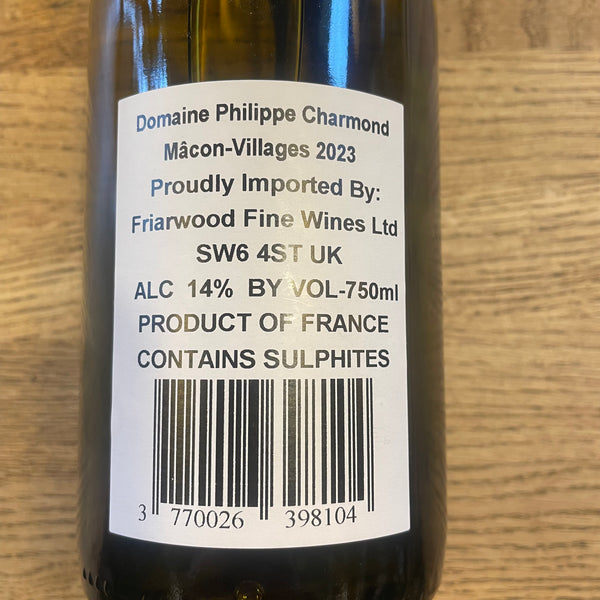 Domaine Philippe Charmond
Mâcon-Villages 2023
Proudly Imported By:
Friarwood Fine Wines Ltd
SW6 4ST UK
ALC 14% BY VOL-750ml
PRODUCT OF FRANCE
CONTAINS SULPHITES
3 770026 398104